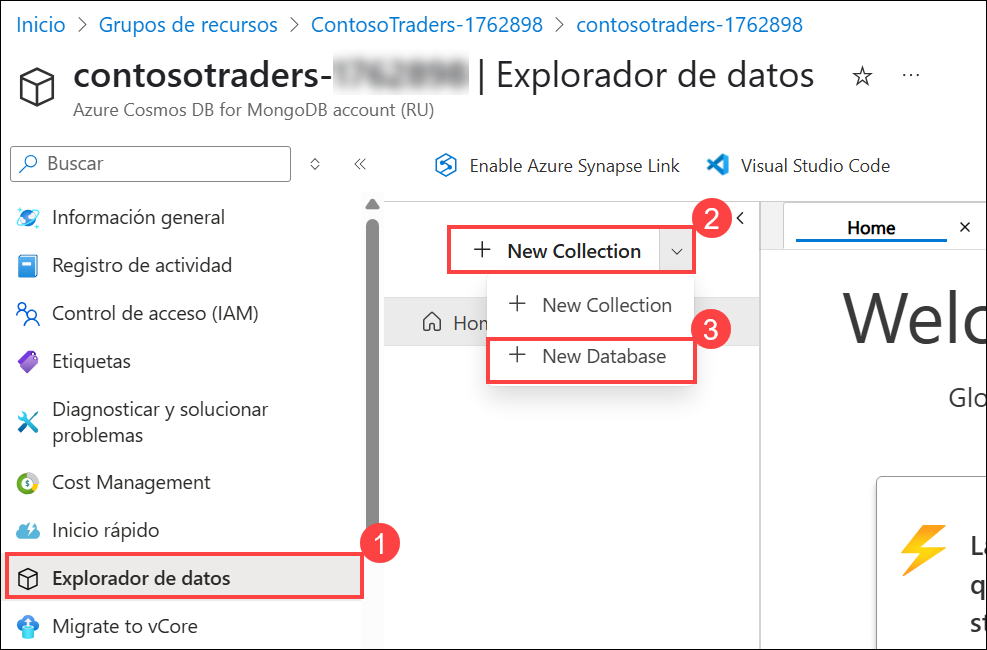 Inicio > Grupos de recursos > ContosoTraders-1762898 > contosotraders-1762898
contosotraders- | Explorador de datos
Azure Cosmos DB for MongoDB account (RU)
Buscar
Enable Azure Synapse Link
Visual Studio Code
Información general
Registro de actividad
Control de acceso (IAM)
Etiquetas
Diagnosticar y solucionar
problemas
Cost Management
Inicio rápido
1
Explorador de datos
Migrate to vCore
2
New Collection
New Collection
Hom
3
New Database
Home
Welc
Glo
La
q
st